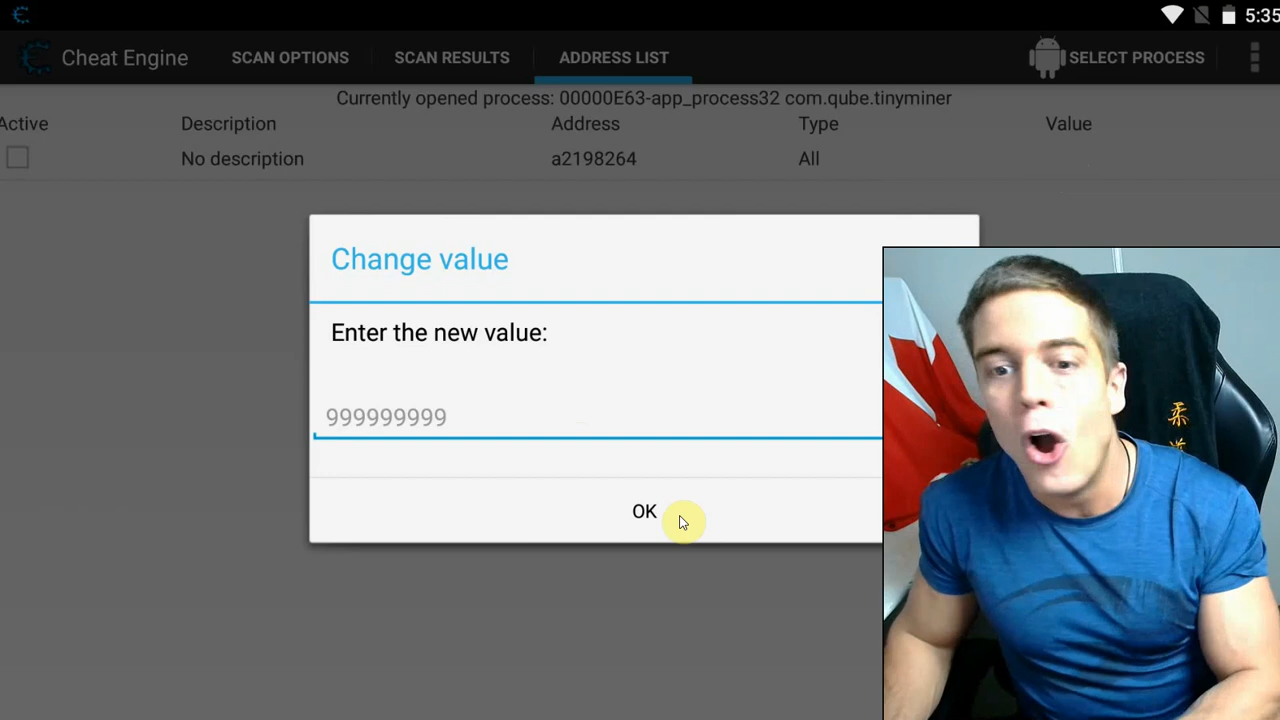 5:35
Cheat Engine SCAN OPTIONS SCAN RESULTS ADDRESS LIST SELECT PROCESS
Currently opened process: 00000E63-app_process32 com.qube.tinyminer
Active Description Address Type Value
No description a2198264 All
Change value
Enter the new value:
999999999
OK
柔